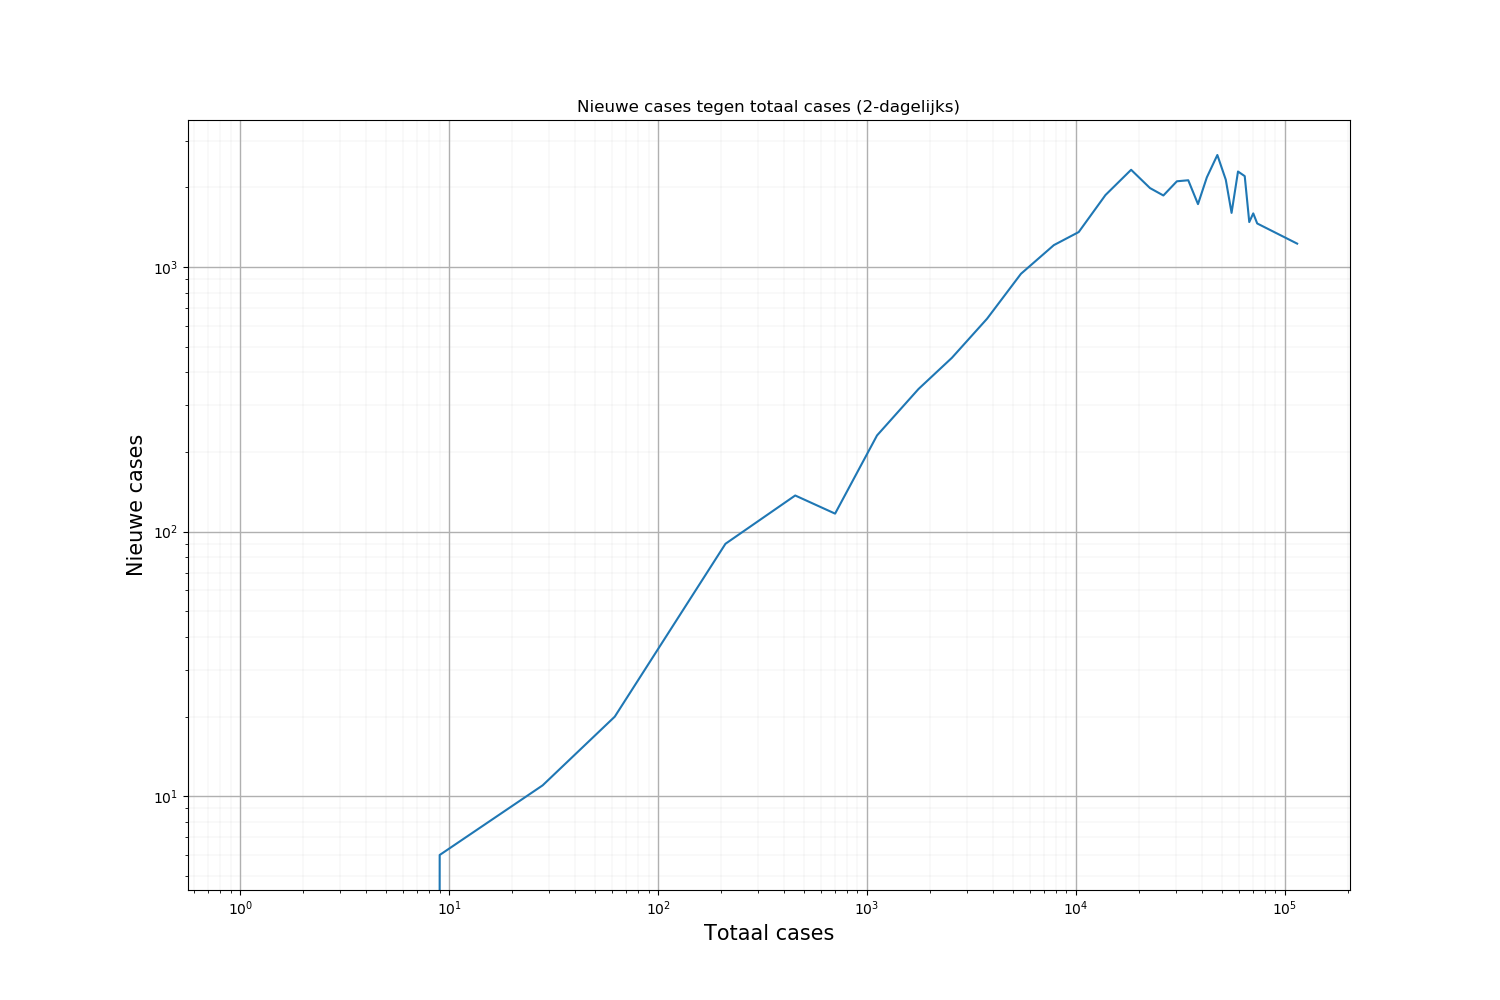 Nieuwe cases tegen totaal cases (2-dagelijks)
10³
10²
10¹
Nieuwe cases
10⁰ 10¹ 10² 10³ 10⁴ 10⁵
Totaal cases